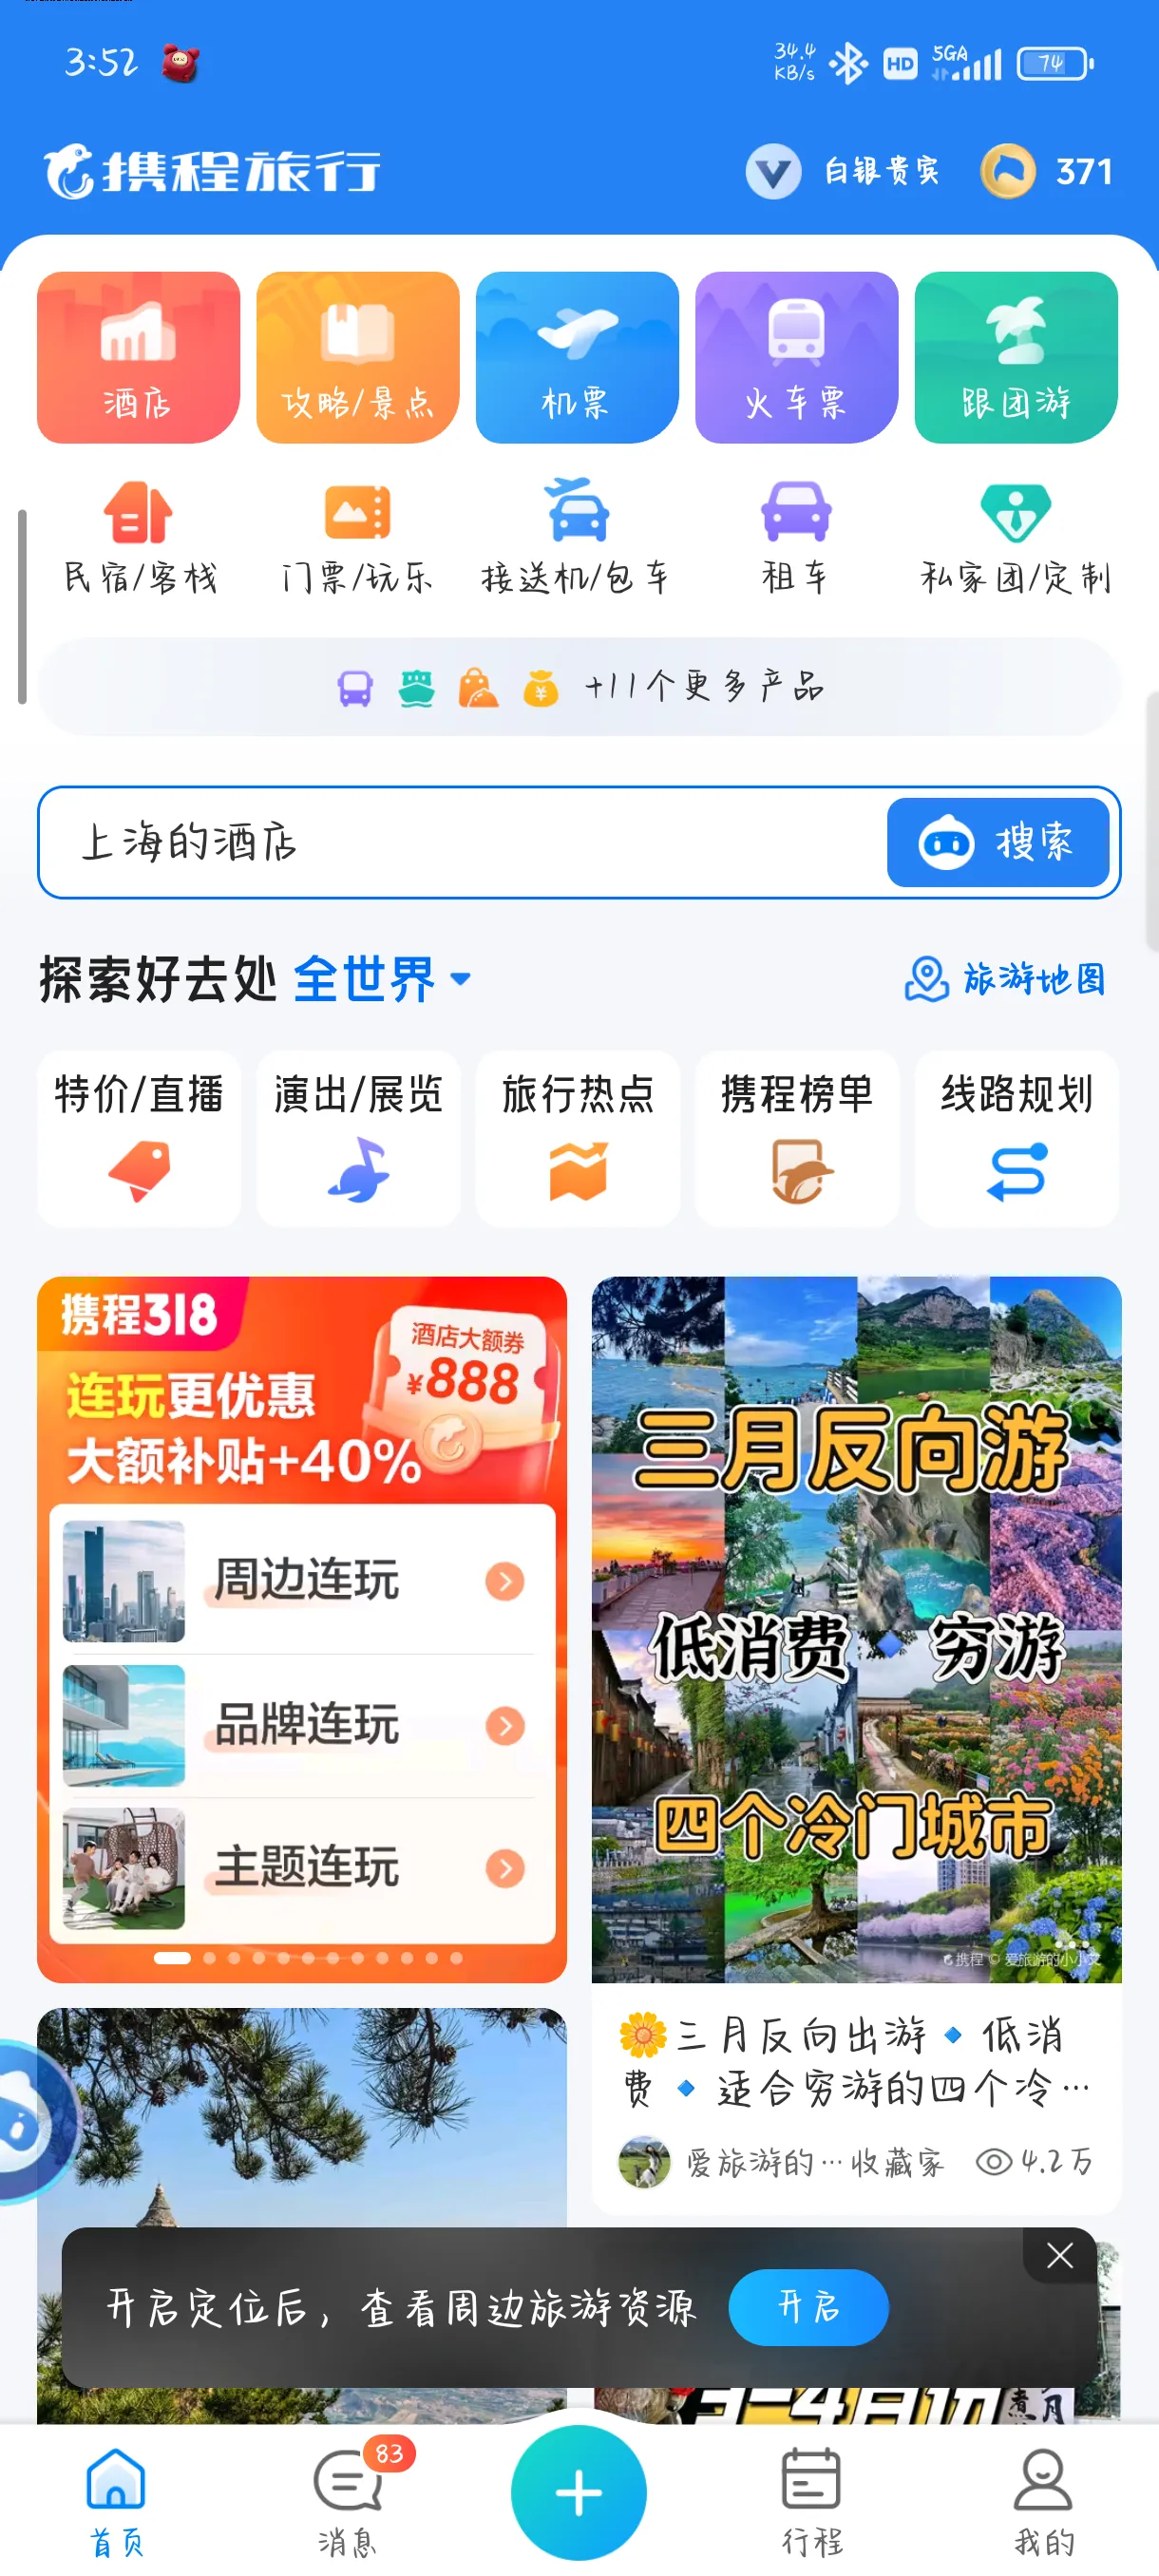 3:52
34.4
KB/s
HD
5GA
74
携程旅行
白银贵宾
371
酒店
攻略/景点
机票
火车票
跟团游
民宿/客栈
门票/玩乐
接送机/包车
租车
私家团/定制
+11个更多产品
上海的酒店
搜索
探索好去处 全世界
旅游地图
特价/直播
演出/展览
旅行热点
携程榜单
线路规划
携程318
连玩更优惠
大额补贴+40%
酒店大额券
¥888
周边连玩
品牌连玩
主题连玩
三月反向游
低消费🔹穷游
四个冷门城市
携程 © 爱旅游的小小文
🌼三月反向出游🔹低消
费🔹适合穷游的四个冷…
爱旅游的…收藏家
4.2万
开启定位后，查看周边旅游资源
开启
首页
消息
83
行程
我的